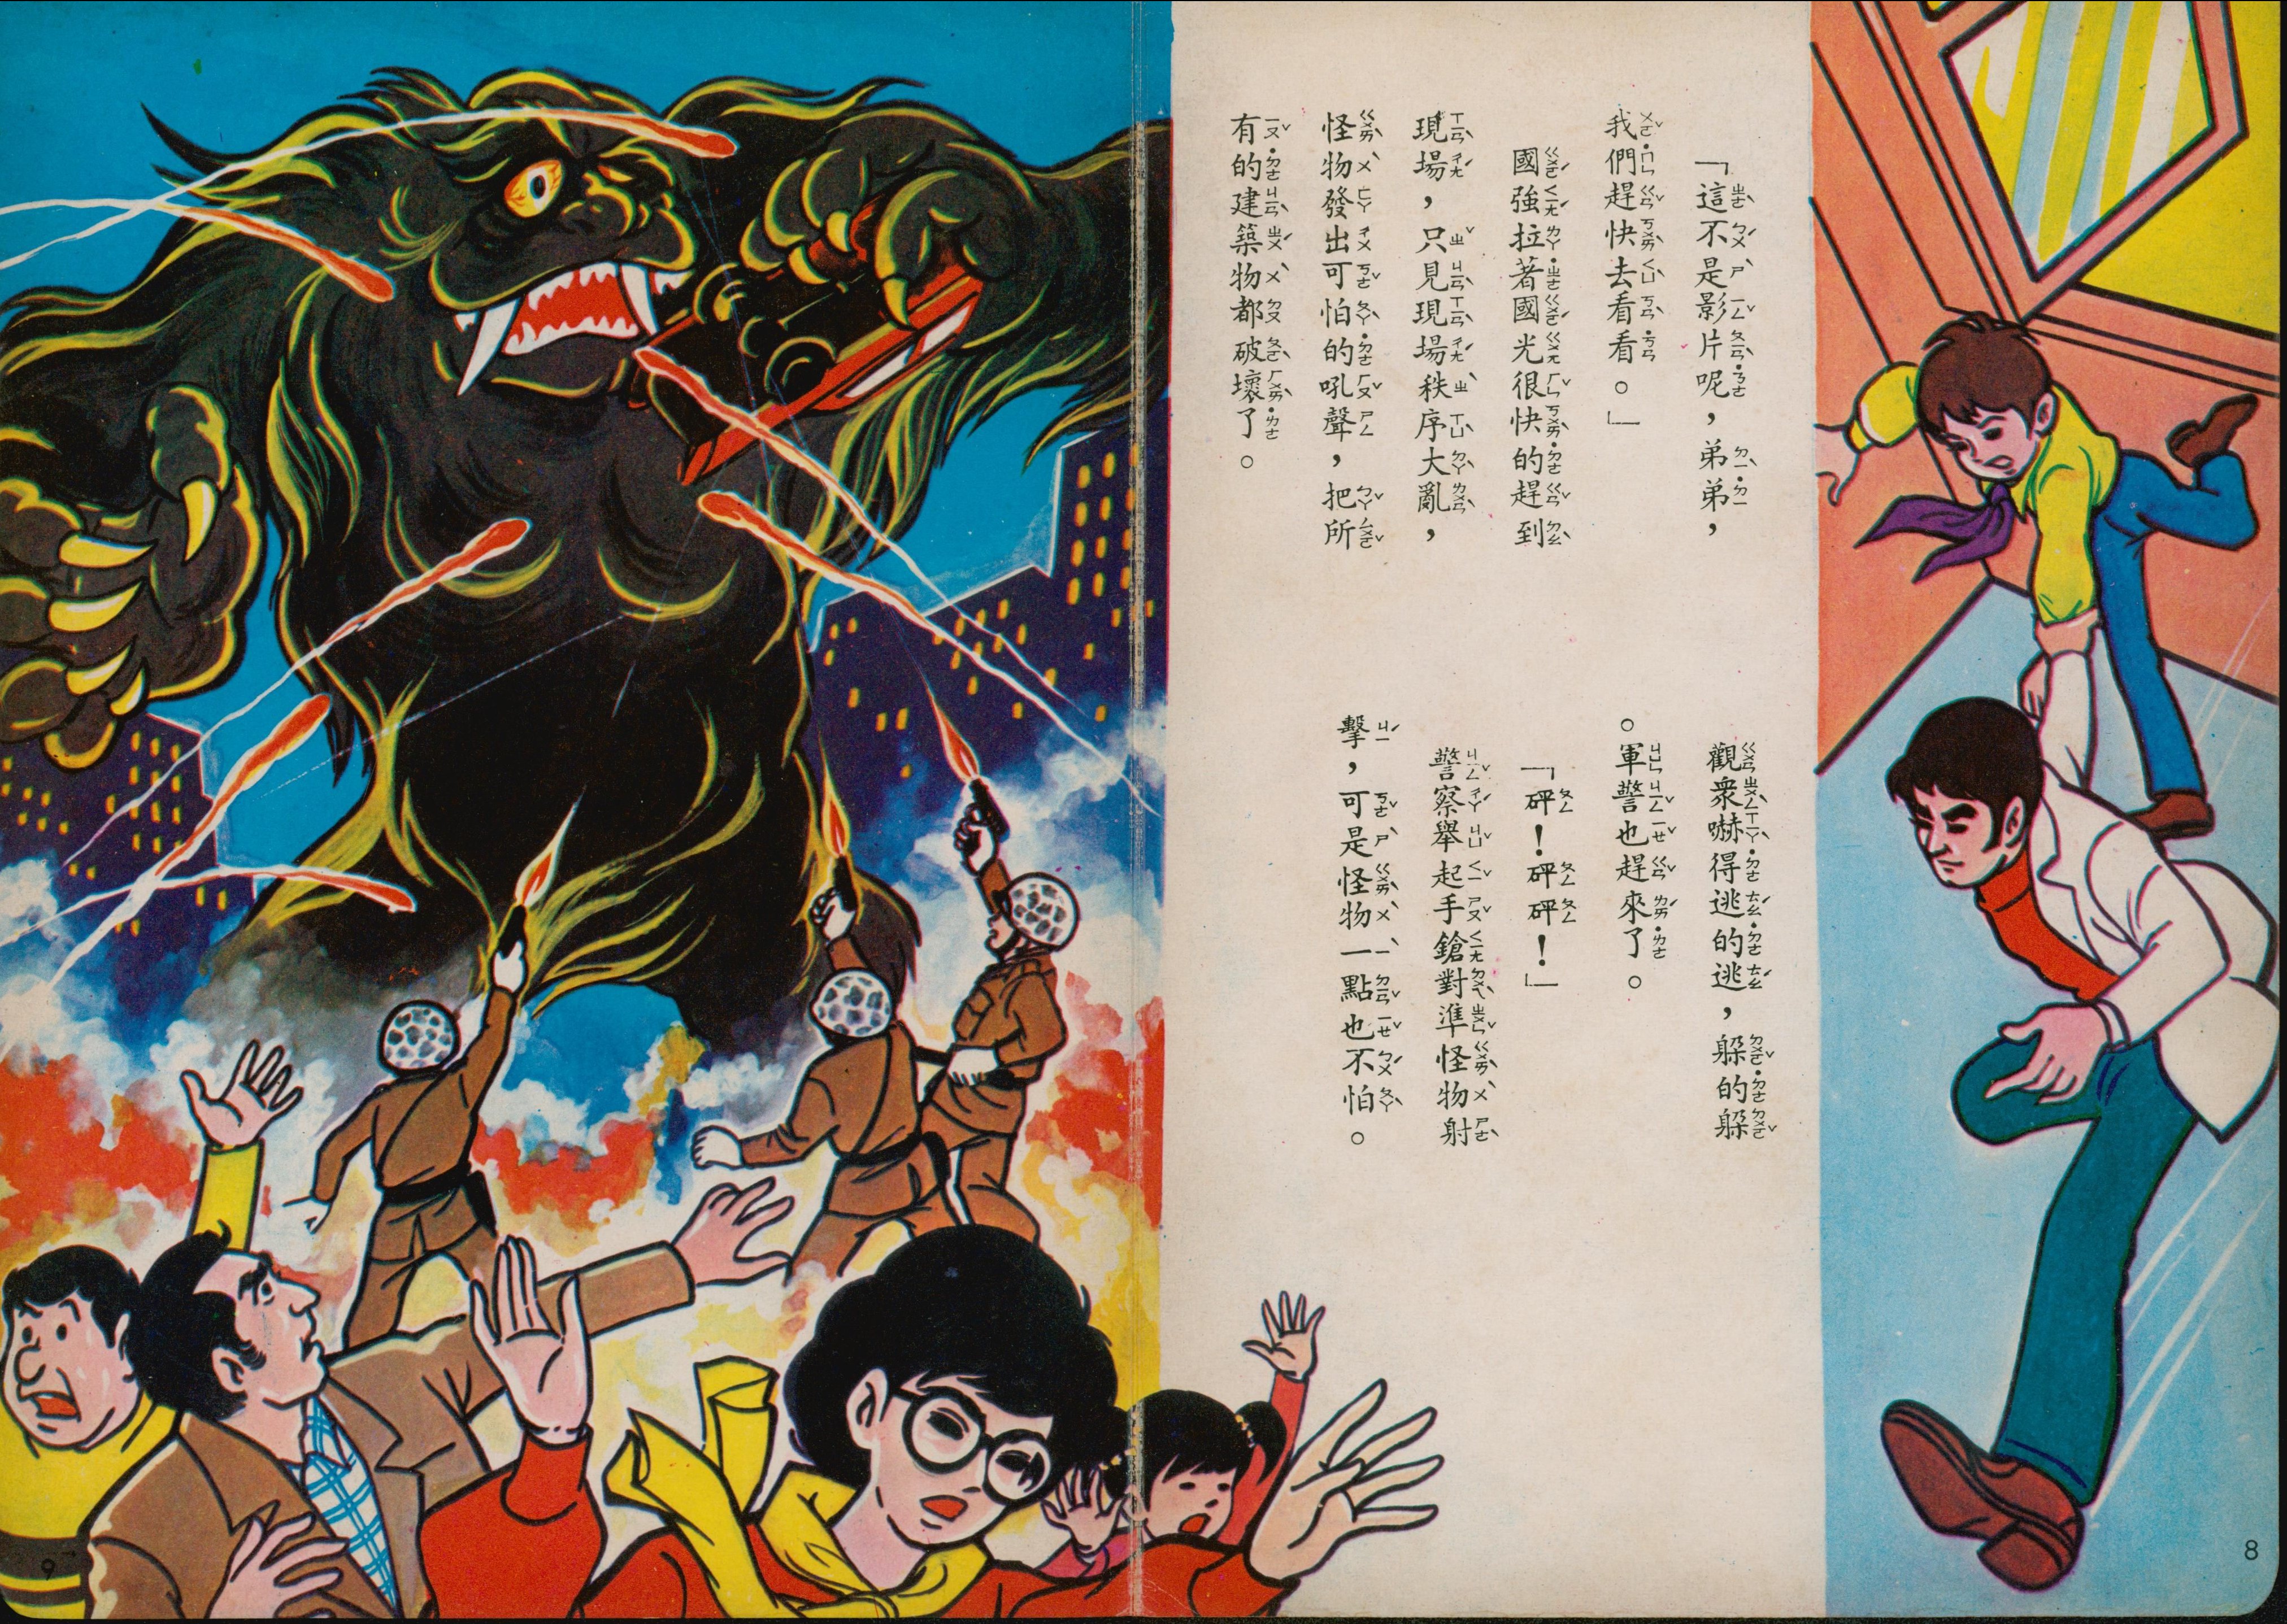 「這不是影片呢，弟弟，
我們趕快去看看。」
國強拉著國光很快的趕到
現場，只見現場秩序大亂，
怪物發出可怕的吼聲，把所
有的建築物都破壞了。
觀衆嚇得逃的逃，躲的躲
。軍警也趕來了。
「砰！砰砰！」
警察舉起手鎗對準怪物射
擊，可是怪物一點也不怕。
8
9